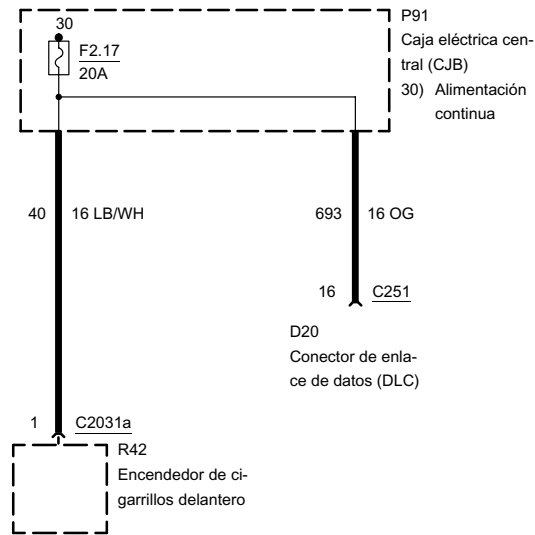 30
F2.17
20A
P91
Caja eléctrica cen-
tral (CJB)
30) Alimentación
continua
40 16 LB/WH
693 16 OG
16 C251
D20
Conector de enla-
ce de datos (DLC)
1 C2031a
R42
Encendedor de ci-
garrillos delantero